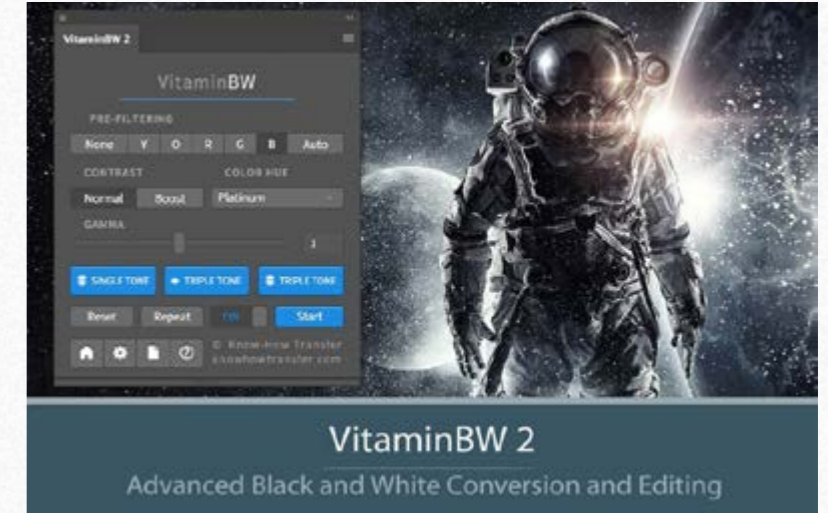 VitaminBW 2
VitaminBW
PRE-FILTERING
None Y O R G B Auto
CONTRAST COLOR HUE
Normal Boost Platinum
GAMMA
1
SINGLE TONE TRIPLE TONE TRIPLE TONE
Reset Repeat Start
© Know-How Transfer
knowhowtransfer.com
VitaminBW 2
Advanced Black and White Conversion and Editing